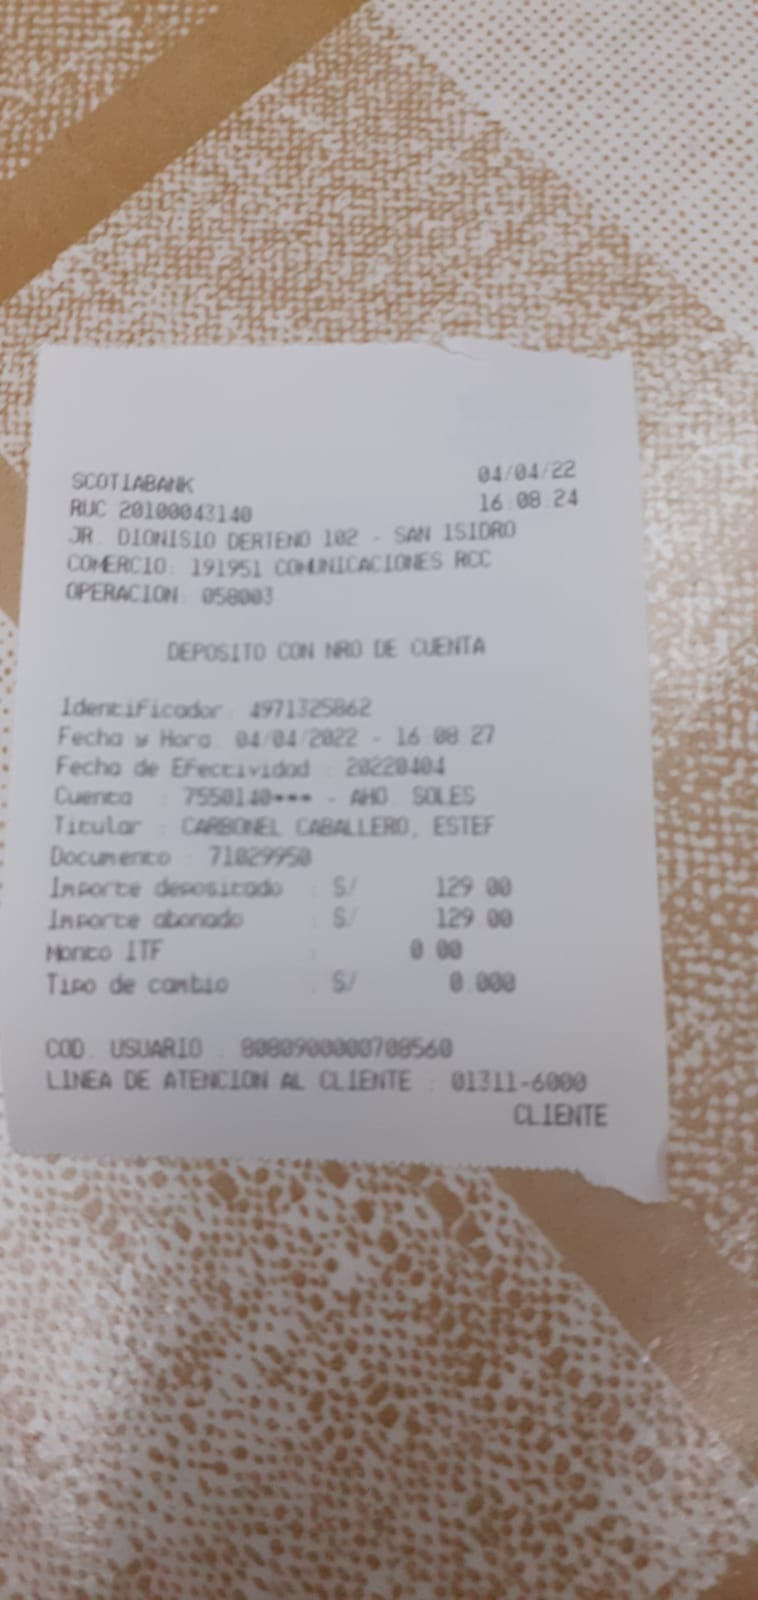 SCOTIABANK 04/04/22
RUC 20100043140 16:08:24
JR. DIONISIO DERTENO 102 - SAN ISIDRO
COMERCIO: 191951 COMUNICACIONES RCC
OPERACION: 058003
DEPOSITO CON NRO DE CUENTA
Identificador: 4971325862
Fecha y Hora: 04/04/2022 - 16:08:27
Fecha de Efectividad : 20220404
Cuenta : 7550140*** - AHO. SOLES
Titular : CARBONEL CABALLERO, ESTEF
Documento : 71029950
Importe depositado : S/ 129.00
Importe abonado : S/ 129.00
Monto ITF : 0.00
Tipo de cambio : S/ 0.000
COD. USUARIO : 8080900000708560
LINEA DE ATENCION AL CLIENTE : 01311-6000
CLIENTE